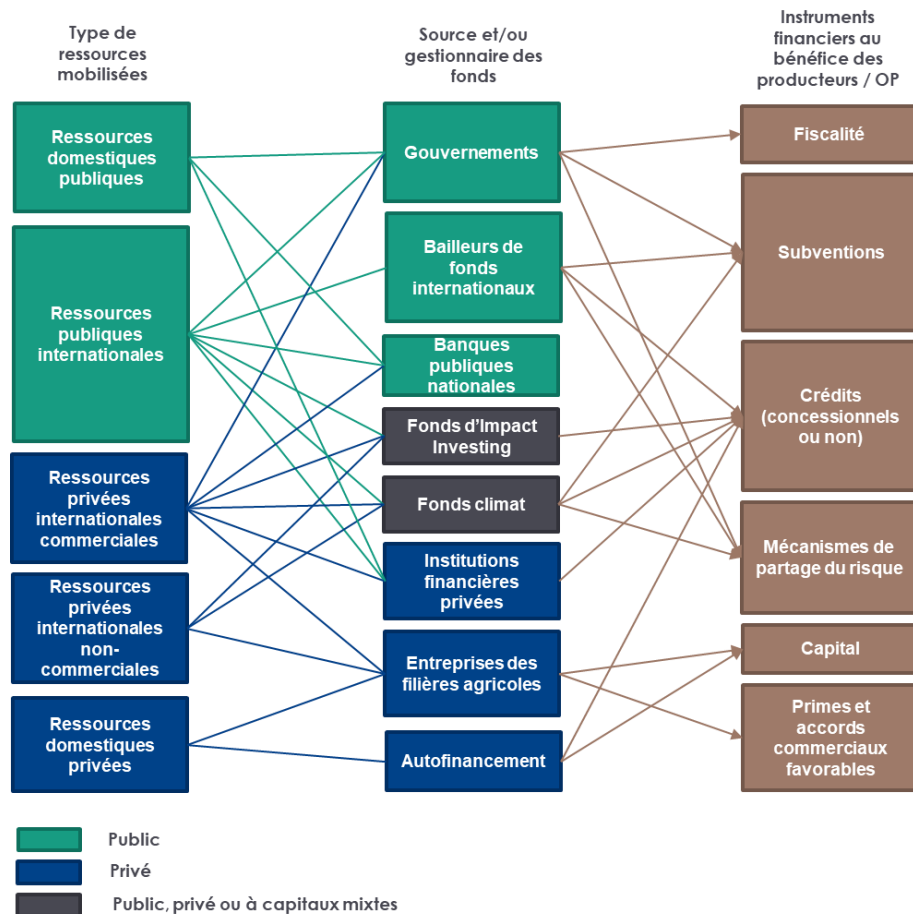 Type de
ressources
mobilisées
Source et/ou
gestionnaire des
fonds
Instruments
financiers au
bénéfice des
producteurs / OP
Ressources
domestiques
publiques
Ressources
publiques
internationales
Ressources
privées
internationales
commerciales
Ressources
privées
internationales
non-
commerciales
Ressources
domestiques
privées
Gouvernements
Bailleurs de
fonds
internationaux
Banques
publiques
nationales
Fonds d'Impact
Investing
Fonds climat
Institutions
financières
privées
Entreprises des
filières agricoles
Autofinancement
Fiscalité
Subventions
Crédits
(concessionnels
ou non)
Mécanismes de
partage du risque
Capital
Primes et
accords
commerciaux
favorables
Public
Privé
Public, privé ou à capitaux mixtes